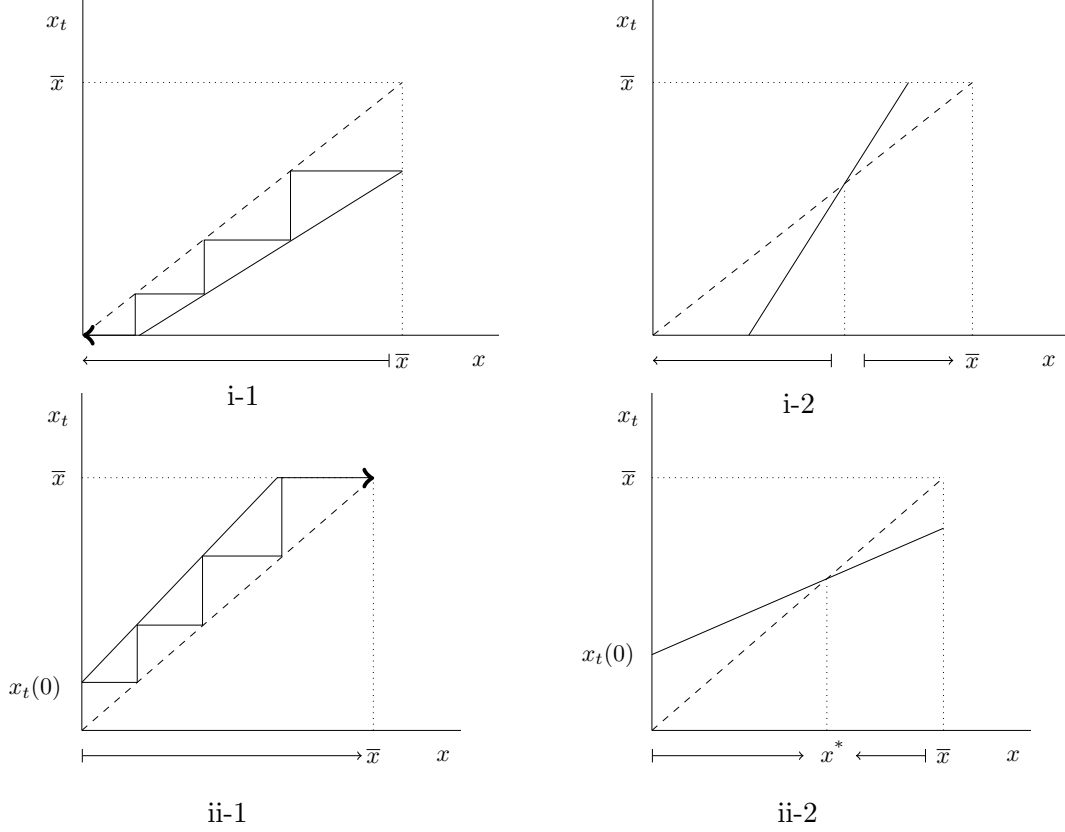 x_t x_t
x̅ x̅
x̅ x x̅ x
i-1 i-2
x_t x_t
x̅ x̅
x_t(0) x_t(0)
x̅ x x* x̅ x
ii-1 ii-2